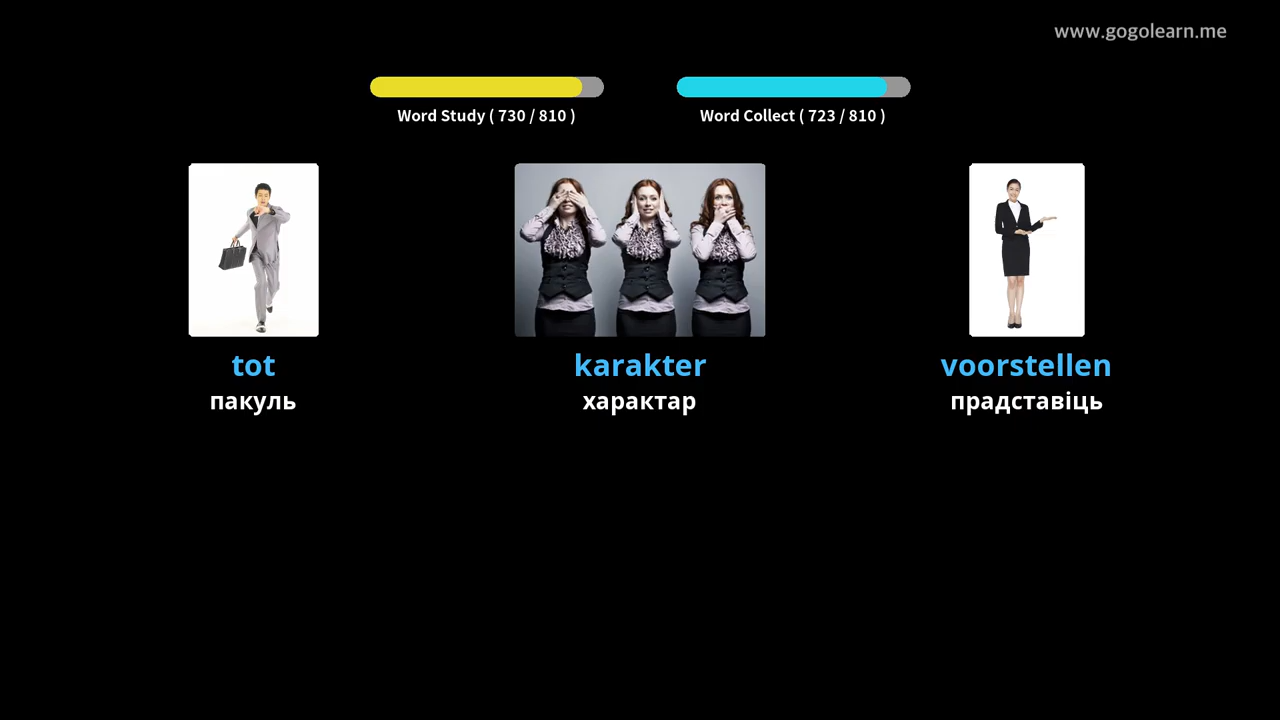 www.gogolearn.me
Word Study ( 730 / 810 )
Word Collect ( 723 / 810 )
tot
пакуль
karakter
характар
voorstellen
прадставіць